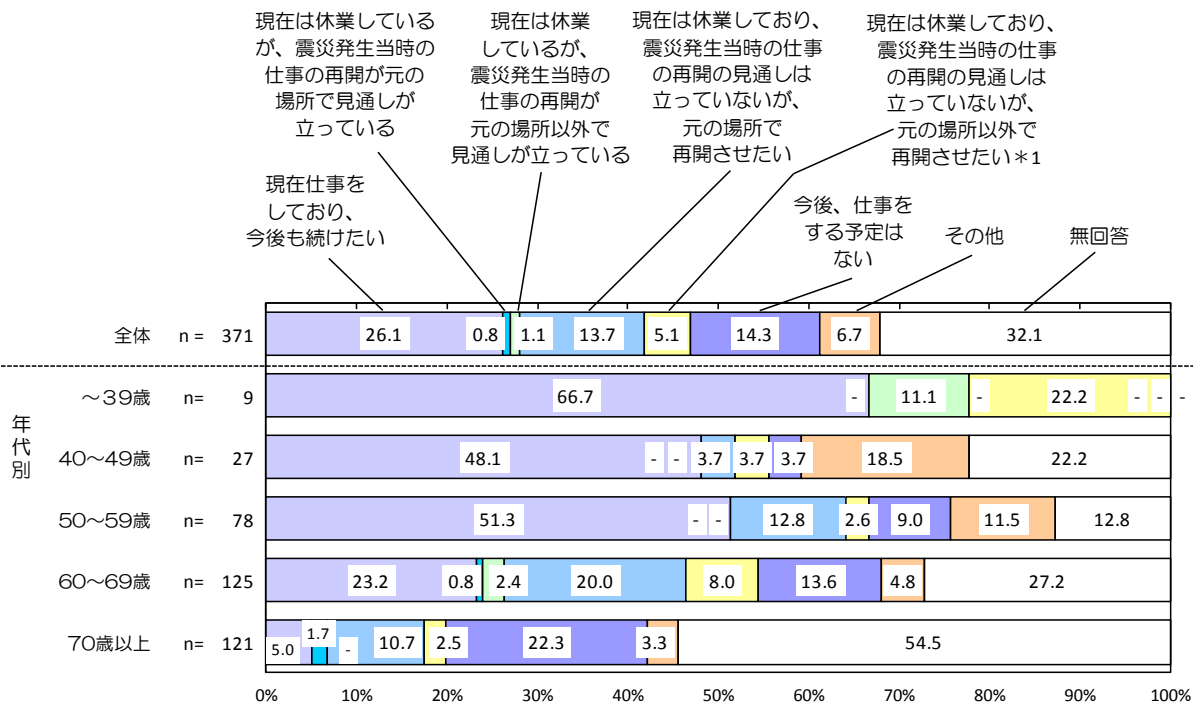 現在は休業している
が、震災発生当時の
仕事の再開が元の
場所で見通しが
立っている
現在は休業
しているが、
震災発生当時の
仕事の再開が
元の場所以外で
見通しが立っている
現在は休業しており、
震災発生当時の仕事
の再開の見通しは
立っていないが、
元の場所で
再開させたい
現在は休業しており、
震災発生当時の仕事
の再開の見通しは
立っていないが、
元の場所以外で
再開させたい＊1
現在仕事を
しており、
今後も続けたい
今後、仕事を
する予定は
ない
その他
無回答
全体 n = 371 26.1 0.8 1.1 13.7 5.1 14.3 6.7 32.1
年代別
～39歳 n= 9 66.7 - 11.1 - 22.2 - - -
40～49歳 n= 27 48.1 - - 3.7 3.7 3.7 18.5 22.2
50～59歳 n= 78 51.3 - - 12.8 2.6 9.0 11.5 12.8
60～69歳 n= 125 23.2 0.8 2.4 20.0 8.0 13.6 4.8 27.2
70歳以上 n= 121 5.0 1.7 - 10.7 2.5 22.3 3.3 54.5
0% 10% 20% 30% 40% 50% 60% 70% 80% 90% 100%